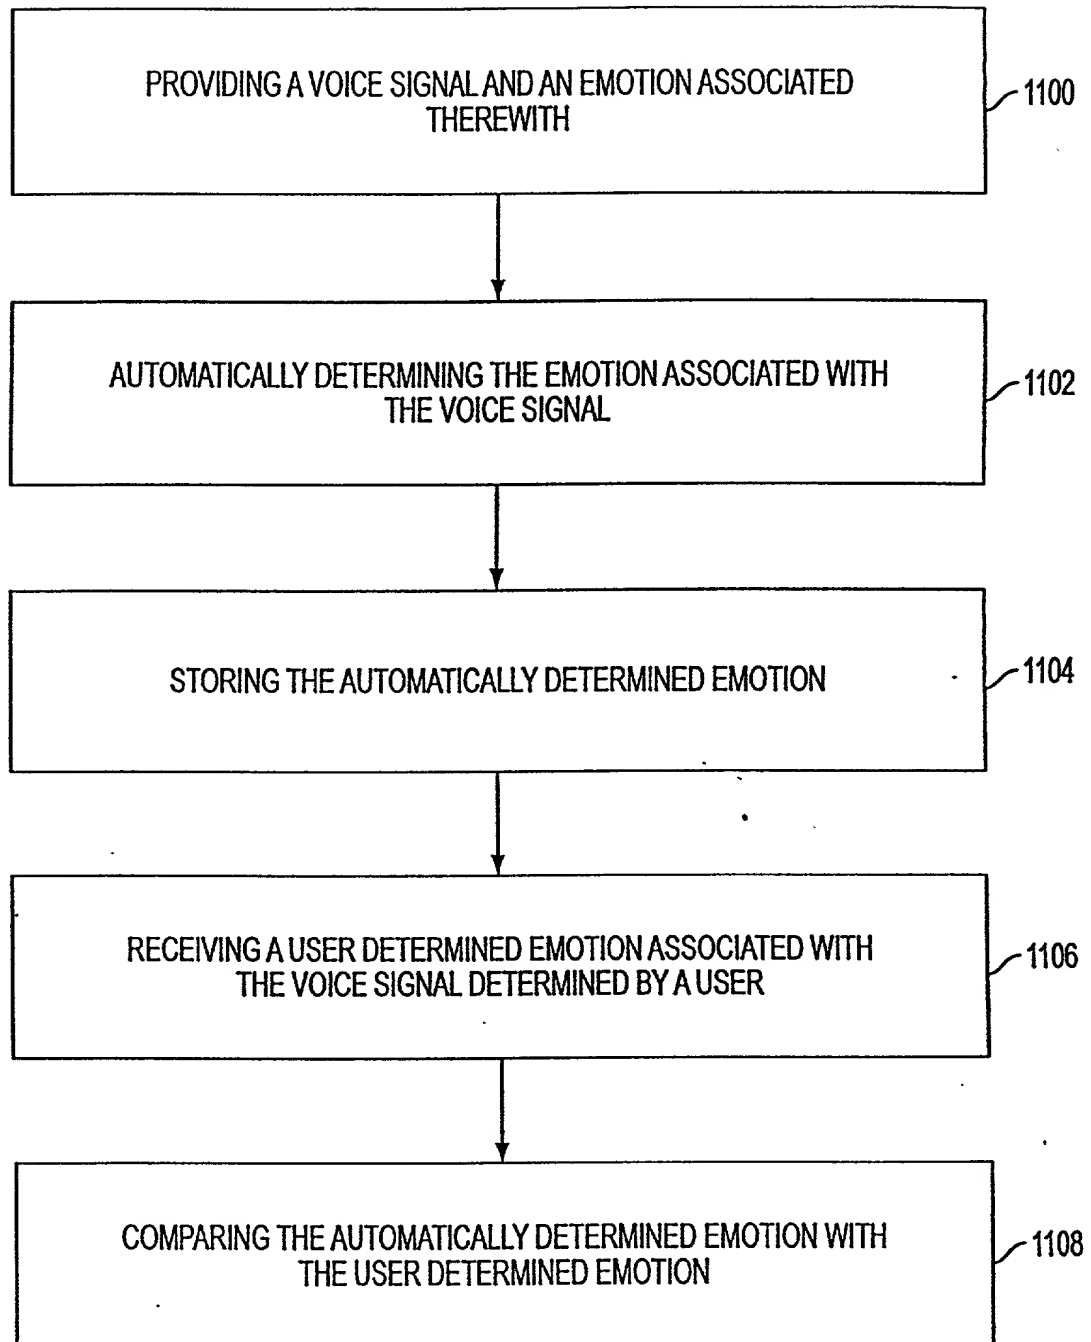 PROVIDING A VOICE SIGNAL AND AN EMOTION ASSOCIATED
THEREWITH
1100
AUTOMATICALLY DETERMINING THE EMOTION ASSOCIATED WITH
THE VOICE SIGNAL
1102
STORING THE AUTOMATICALLY DETERMINED EMOTION
1104
RECEIVING A USER DETERMINED EMOTION ASSOCIATED WITH
THE VOICE SIGNAL DETERMINED BY A USER
1106
COMPARING THE AUTOMATICALLY DETERMINED EMOTION WITH
THE USER DETERMINED EMOTION
1108